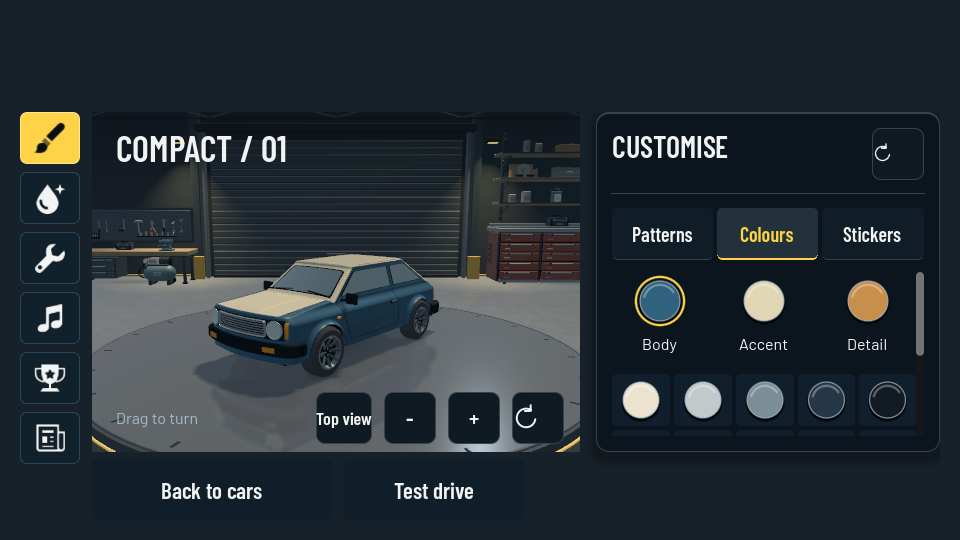 COMPACT / 01
CUSTOMISE
Patterns
Colours
Stickers
Body
Accent
Detail
Drag to turn
Top view
-
+
Back to cars
Test drive